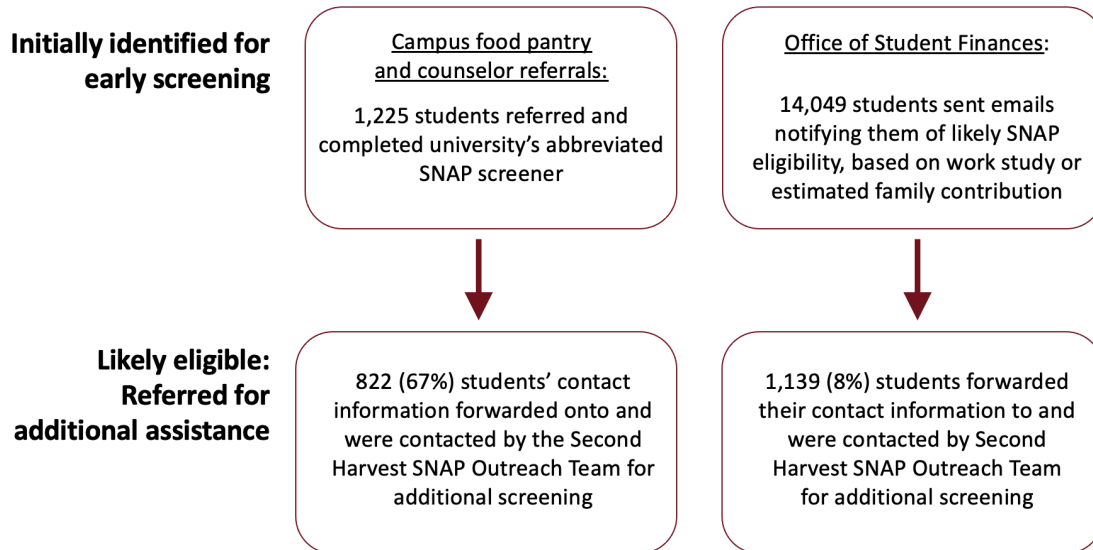 Initially identified for
early screening
Campus food pantry
and counselor referrals:
1,225 students referred and
completed university's abbreviated
SNAP screener
Office of Student Finances:
14,049 students sent emails
notifying them of likely SNAP
eligibility, based on work study or
estimated family contribution
Likely eligible:
Referred for
additional assistance
822 (67%) students' contact
information forwarded onto and
were contacted by the Second
Harvest SNAP Outreach Team for
additional screening
1,139 (8%) students forwarded
their contact information to and
were contacted by Second
Harvest SNAP Outreach Team
for additional screening